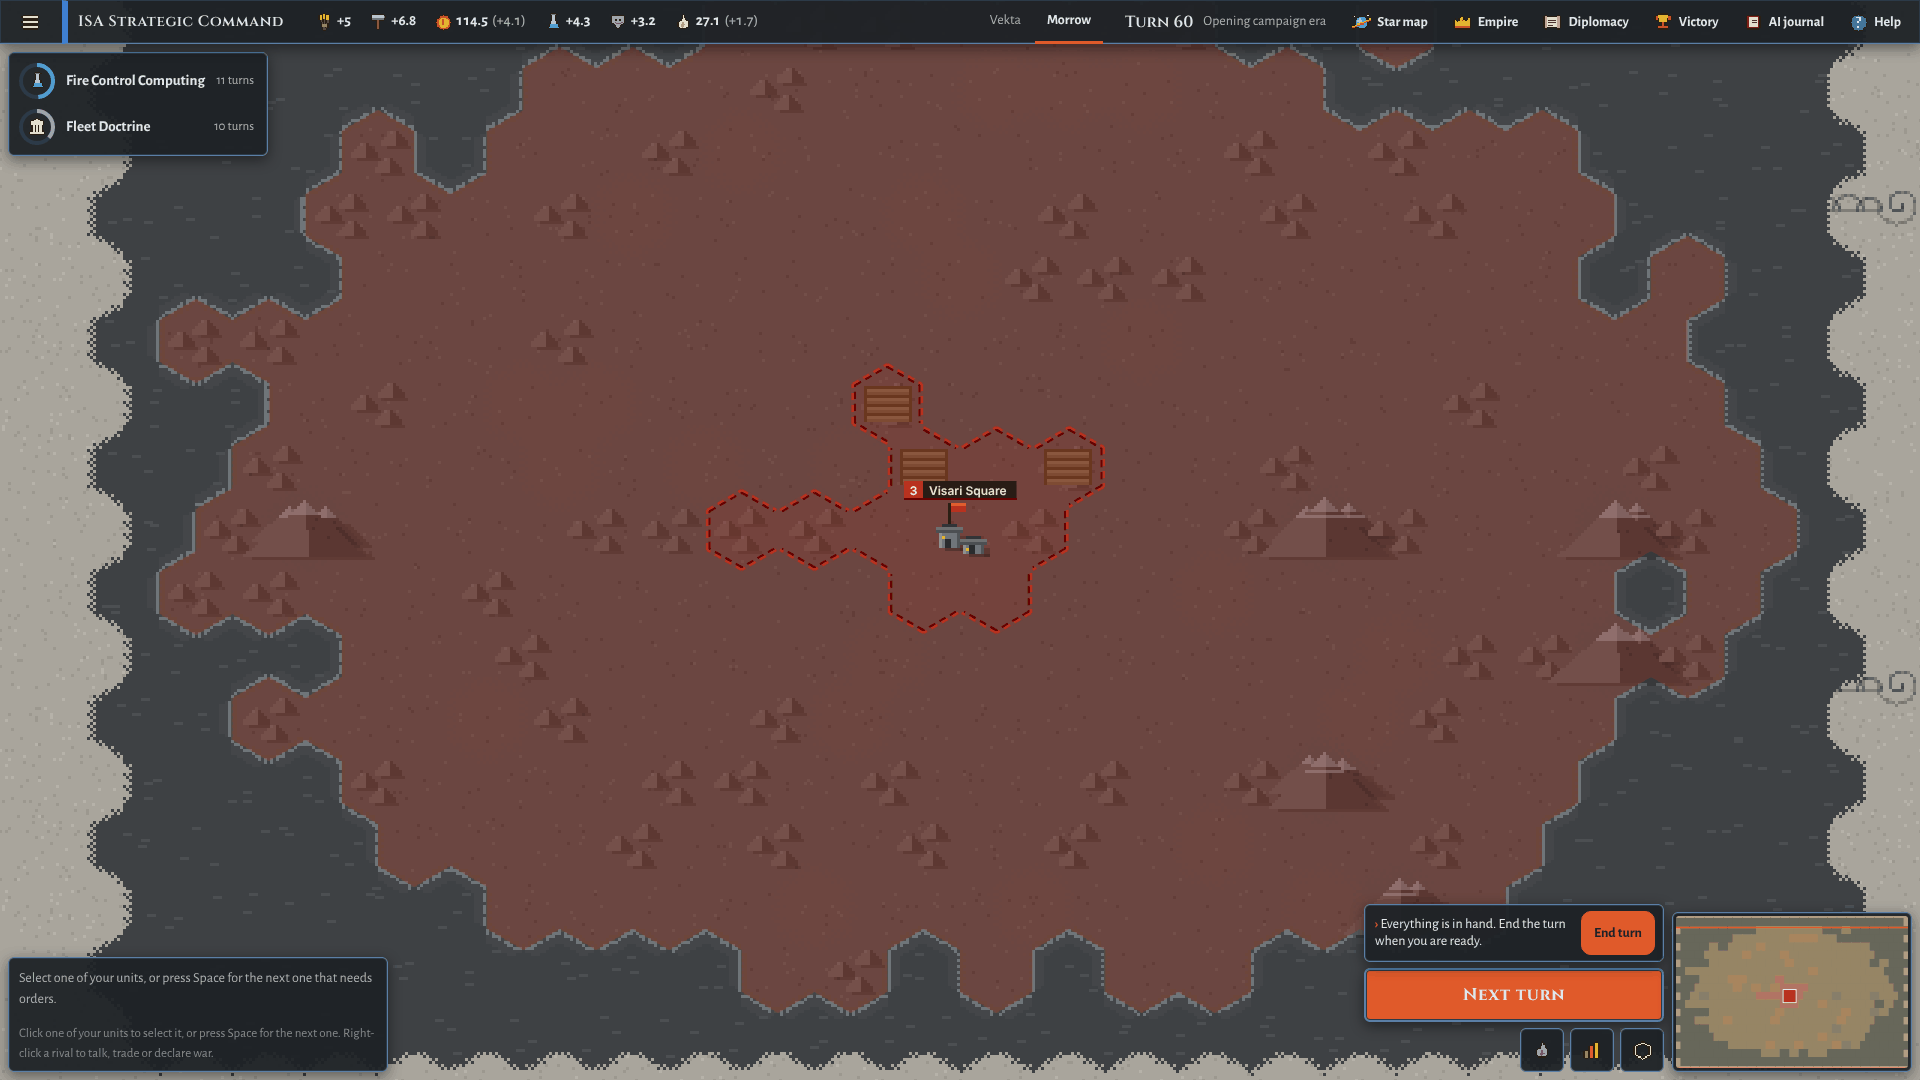 ISA Strategic Command
+5
+6.8
114.5 (+4.1)
+4.3
+3.2
27.1 (+1.7)
Vekta
Morrow
Turn 60
Opening campaign era
Star map
Empire
Diplomacy
Victory
AI journal
Help
Fire Control Computing 11 turns
Fleet Doctrine 10 turns
3 Visari Square
Select one of your units, or press Space for the next one that needs
orders.
Click one of your units to select it, or press Space for the next one. Right-
click a rival to talk, trade or declare war.
› Everything is in hand. End the turn
when you are ready.
End turn
Next turn